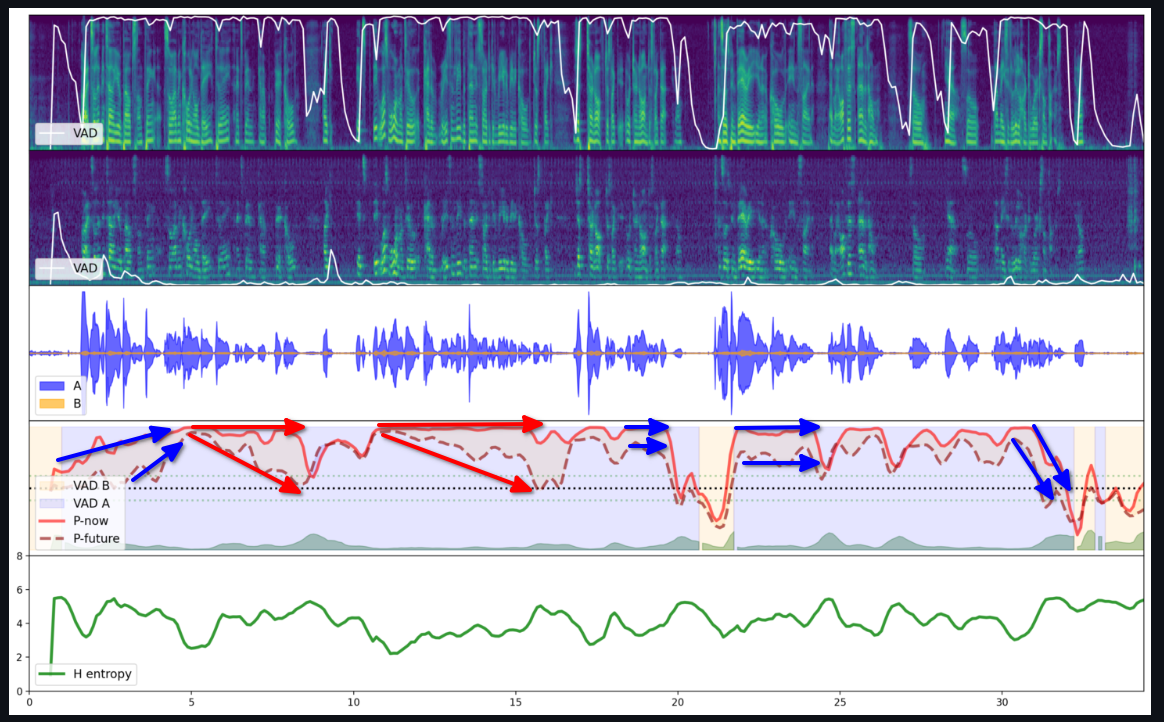 VAD
VAD
A
B
VAD B
VAD A
P-now
P-future
8
6
4
2
0
H entropy
0 5 10 15 20 25 30